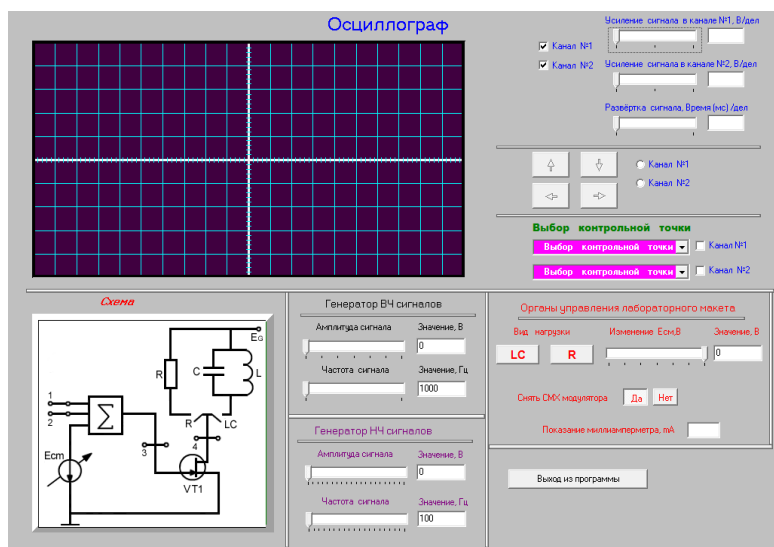 Осциллограф
Усиление сигнала в канале №1, В/дел
Канал №1
Канал №2
Усиление сигнала в канале №2, В/дел
Развёртка сигнала, Время (мс) /дел
Канал №1
Канал №2
Выбор контрольной точки
Выбор контрольной точки
Канал №1
Выбор контрольной точки
Канал №2
Схема
EG
R
C
L
1
2
Σ
R
LC
3
4
Eсм
VT1
Генератор ВЧ сигналов
Амплитуда сигнала
Значение, В
0
Частота сигнала
Значение, Гц
1000
Генератор НЧ сигналов
Амплитуда сигнала
Значение, В
0
Частота сигнала
Значение, Гц
100
Органы управления лабораторного макета
Вид нагрузки
Изменение Есм,В
Значение, В
LC
R
0
Снять СМХ модулятора
Да
Нет
Показание миллиамперметра, mA
Выход из программы